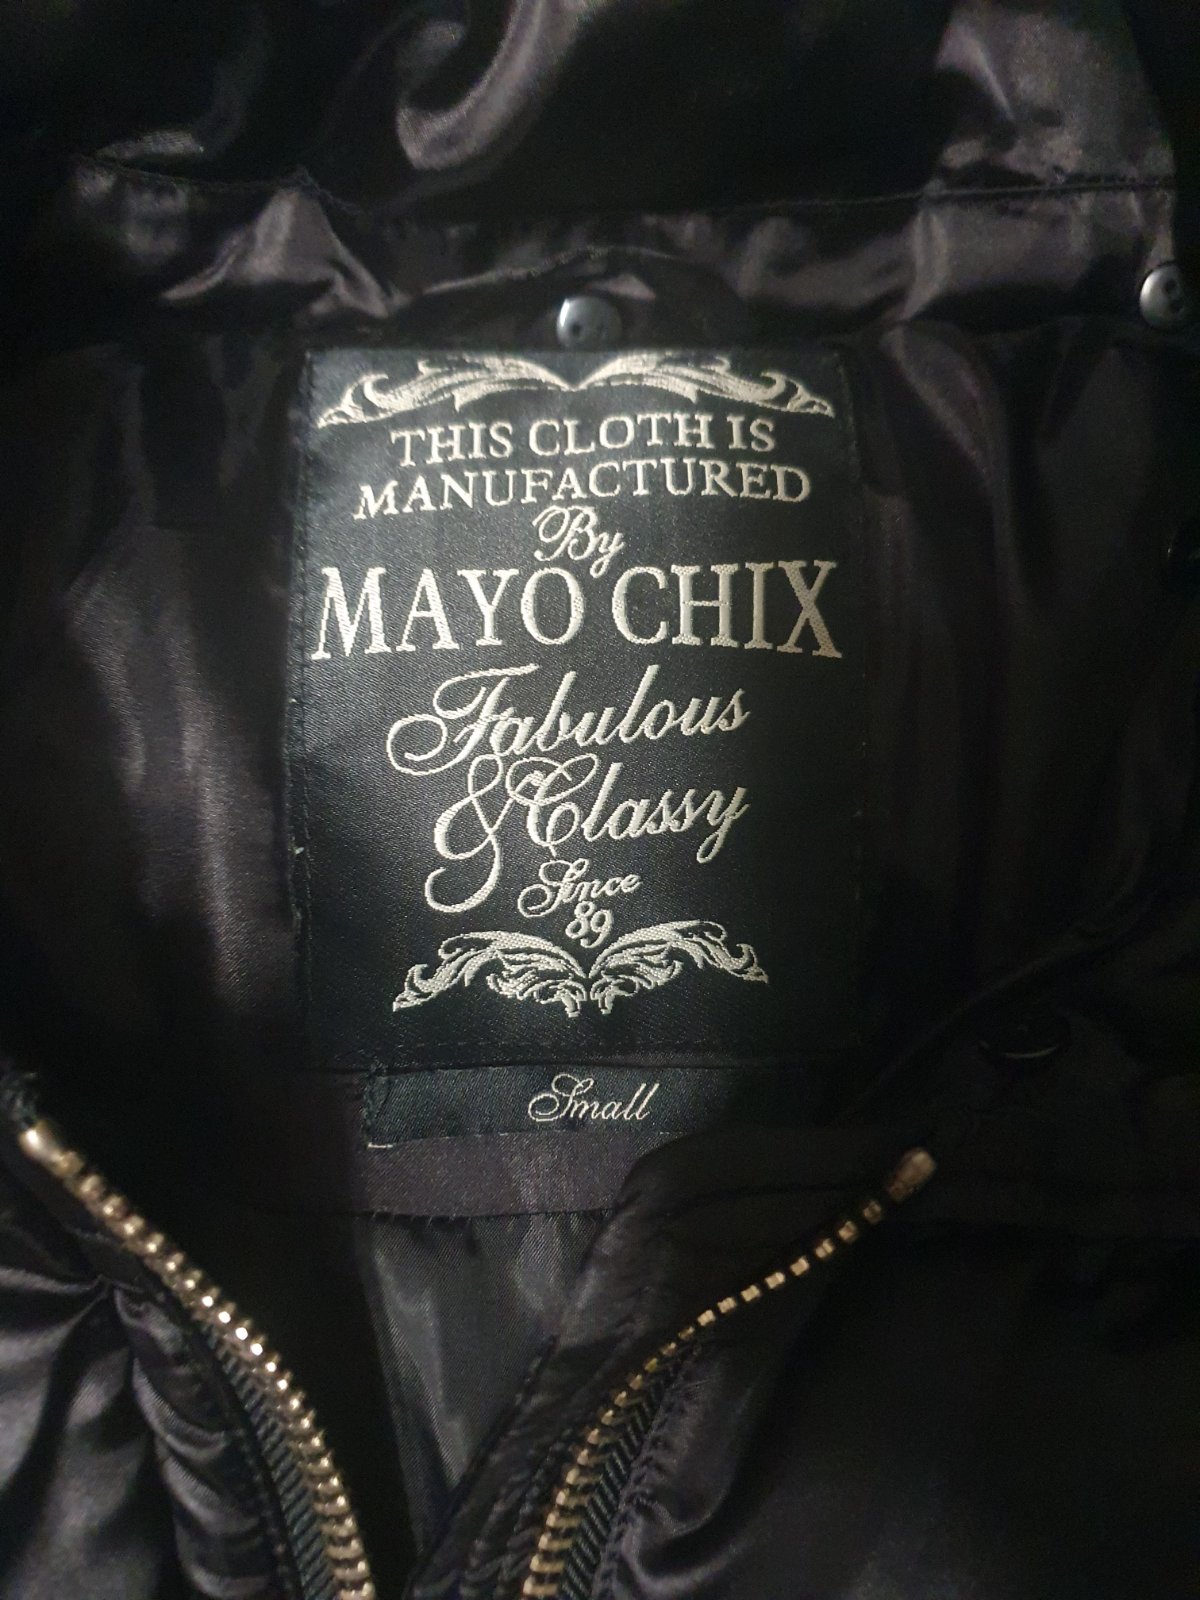 THIS CLOTH IS
MANUFACTURED
By
MAYO CHIX
Fabulous
& Classy
Since
89
Small